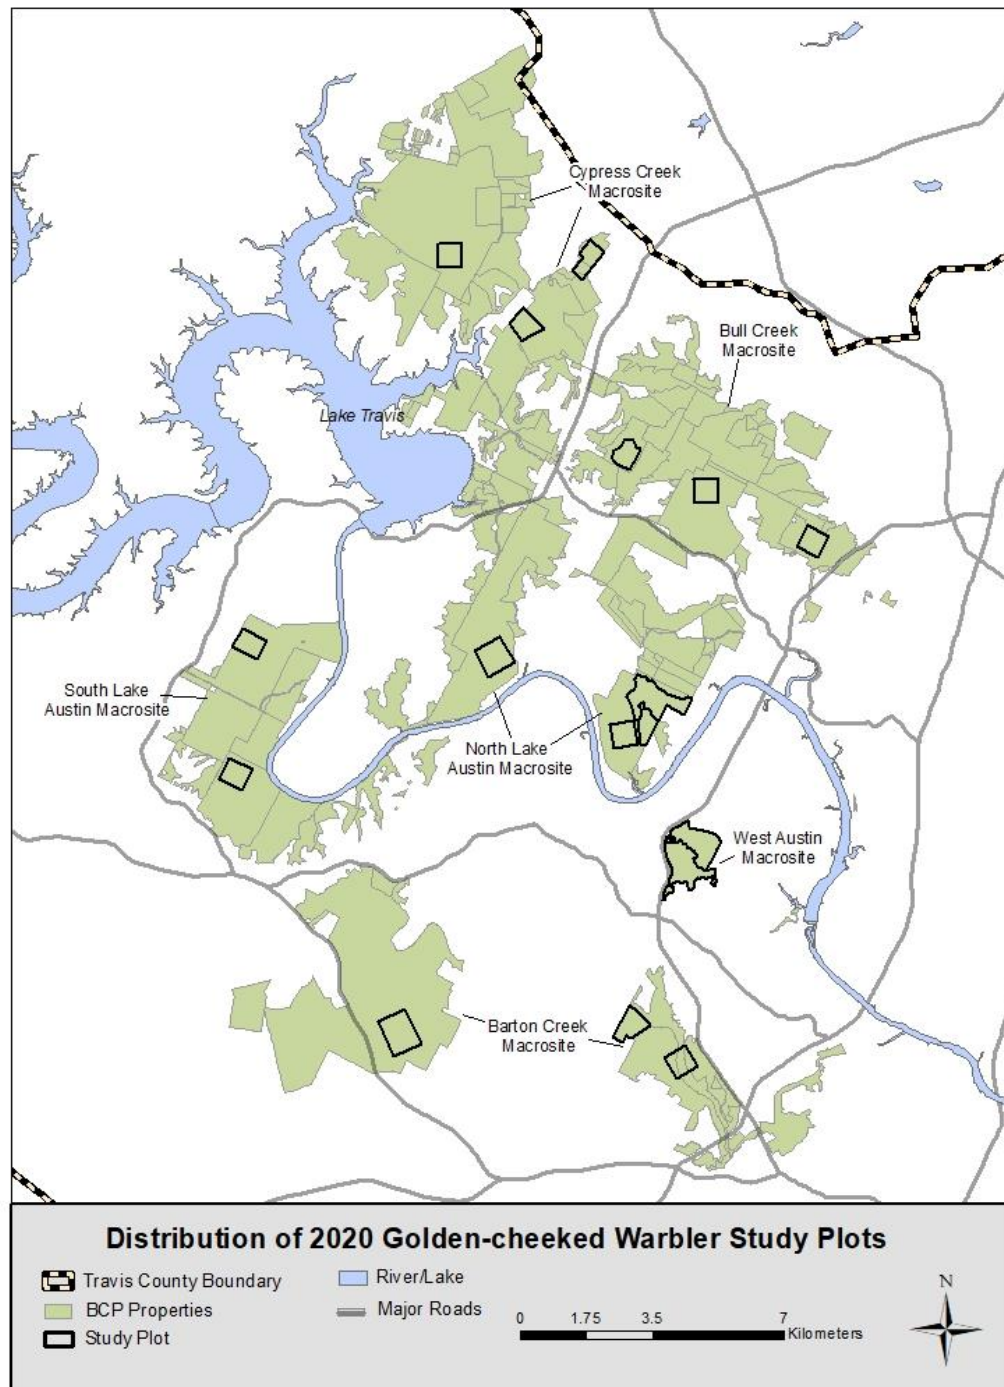 Cypress Creek
Macrosite
Bull Creek
Macrosite
Lake Travis
South Lake
Austin Macrosite
North Lake
Austin Macrosite
West Austin
Macrosite
Barton Creek
Macrosite
Distribution of 2020 Golden-cheeked Warbler Study Plots
Travis County Boundary
River/Lake
BCP Properties
Major Roads
Study Plot
0 1.75 3.5 7
Kilometers
N